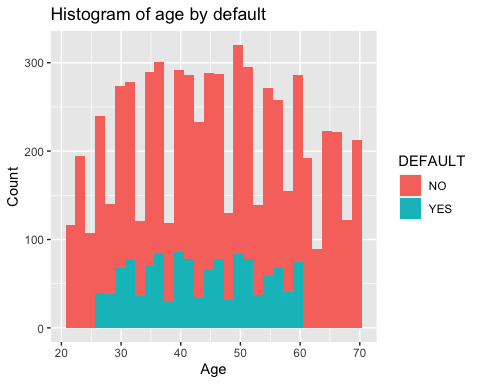 Histogram of age by default
300
200
100
0
Count
20 30 40 50 60 70
Age
DEFAULT
NO
YES